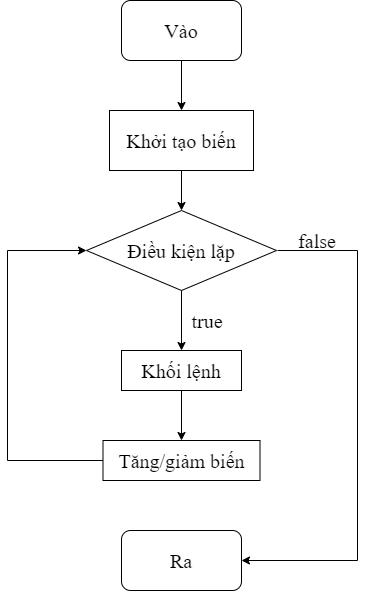 Vào
Khởi tạo biến
Điều kiện lặp
false
true
Khối lệnh
Tăng/giảm biến
Ra